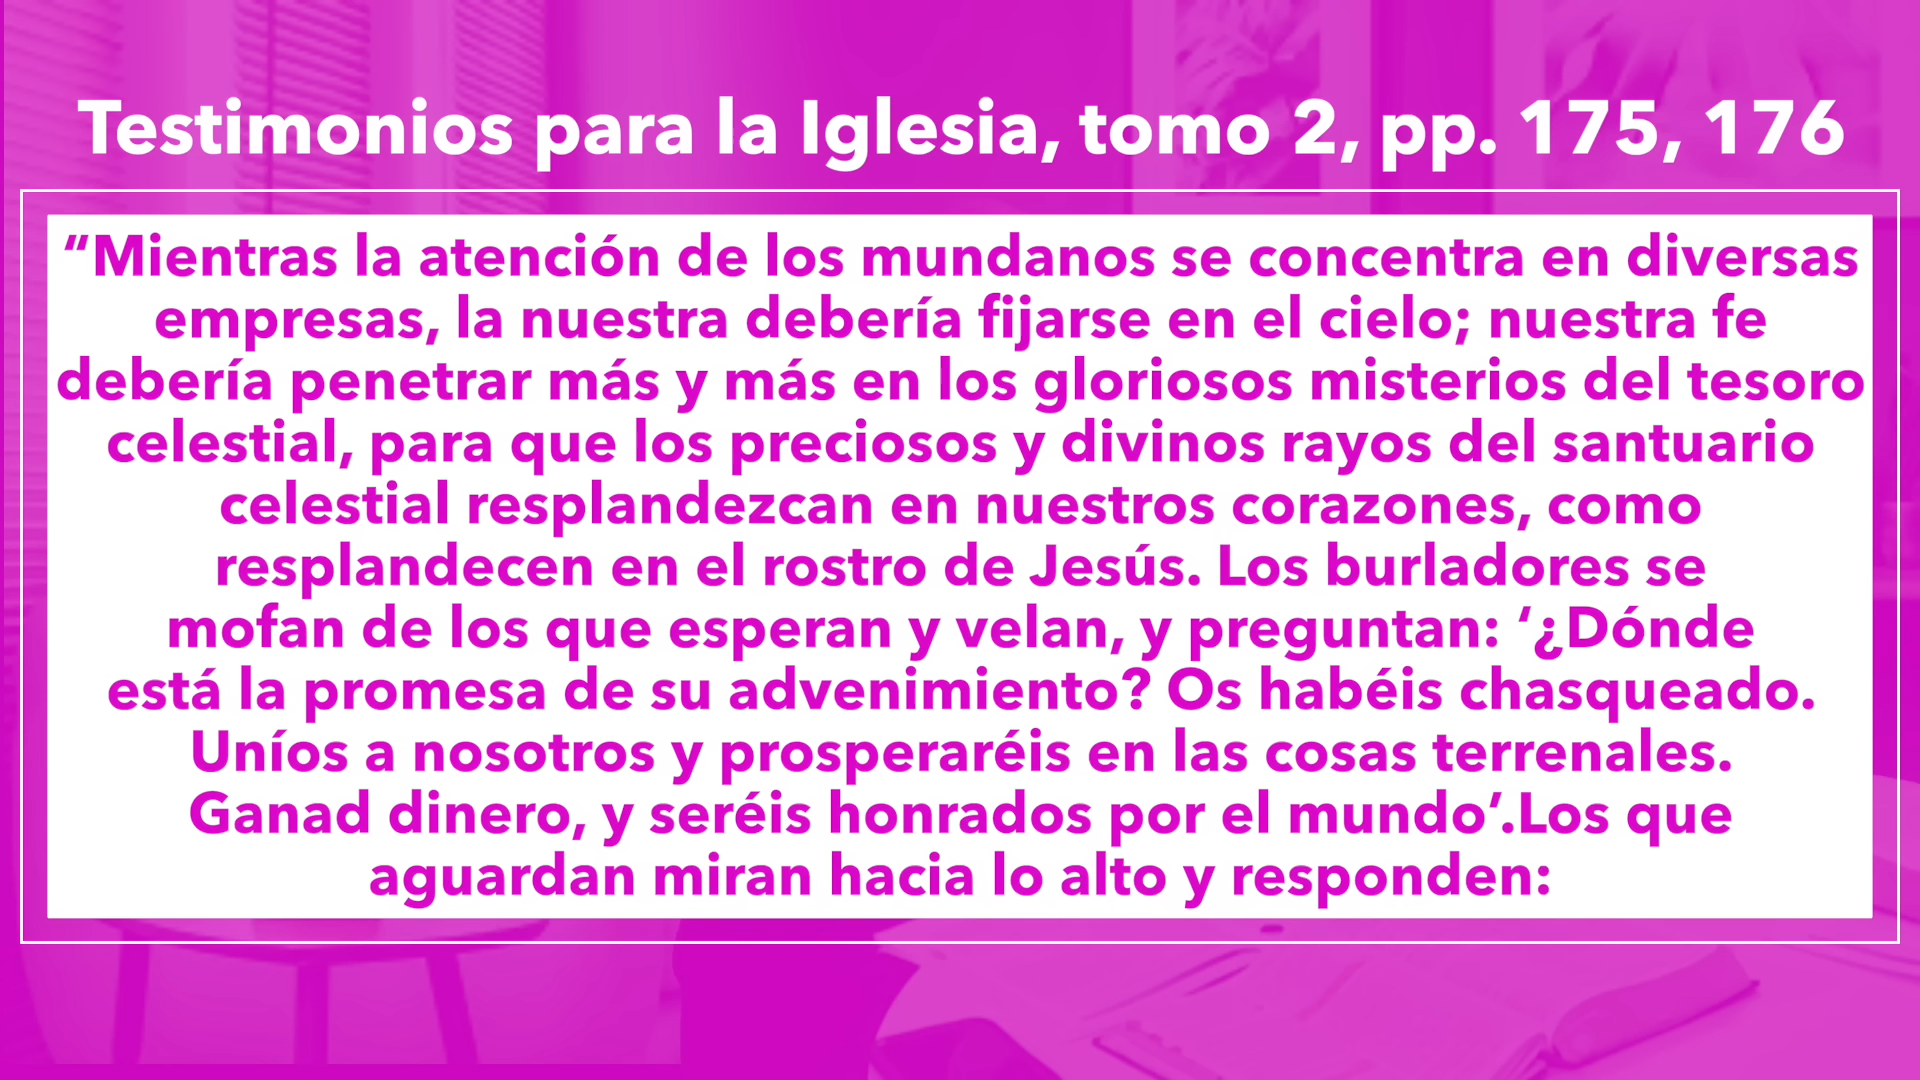 Testimonios para la Iglesia, tomo 2, pp. 175, 176
“Mientras la atención de los mundanos se concentra en diversas
empresas, la nuestra debería fijarse en el cielo; nuestra fe
debería penetrar más y más en los gloriosos misterios del tesoro
celestial, para que los preciosos y divinos rayos del santuario
celestial resplandezcan en nuestros corazones, como
resplandecen en el rostro de Jesús. Los burladores se
mofan de los que esperan y velan, y preguntan: ‘¿Dónde
está la promesa de su advenimiento? Os habéis chasqueado.
Uníos a nosotros y prosperaréis en las cosas terrenales.
Ganad dinero, y seréis honrados por el mundo’.Los que
aguardan miran hacia lo alto y responden: